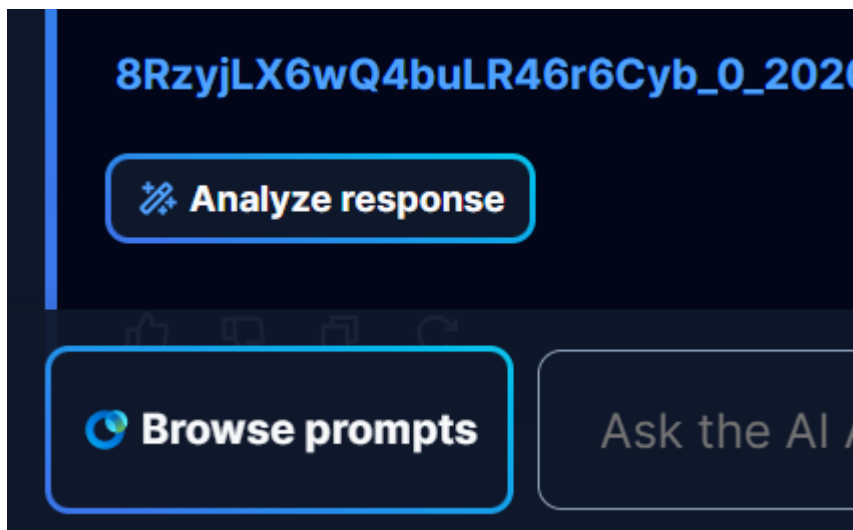 8RzyjLX6wQ4buLR46r6Cyb_0_202
Analyze response
Browse prompts
Ask the AI